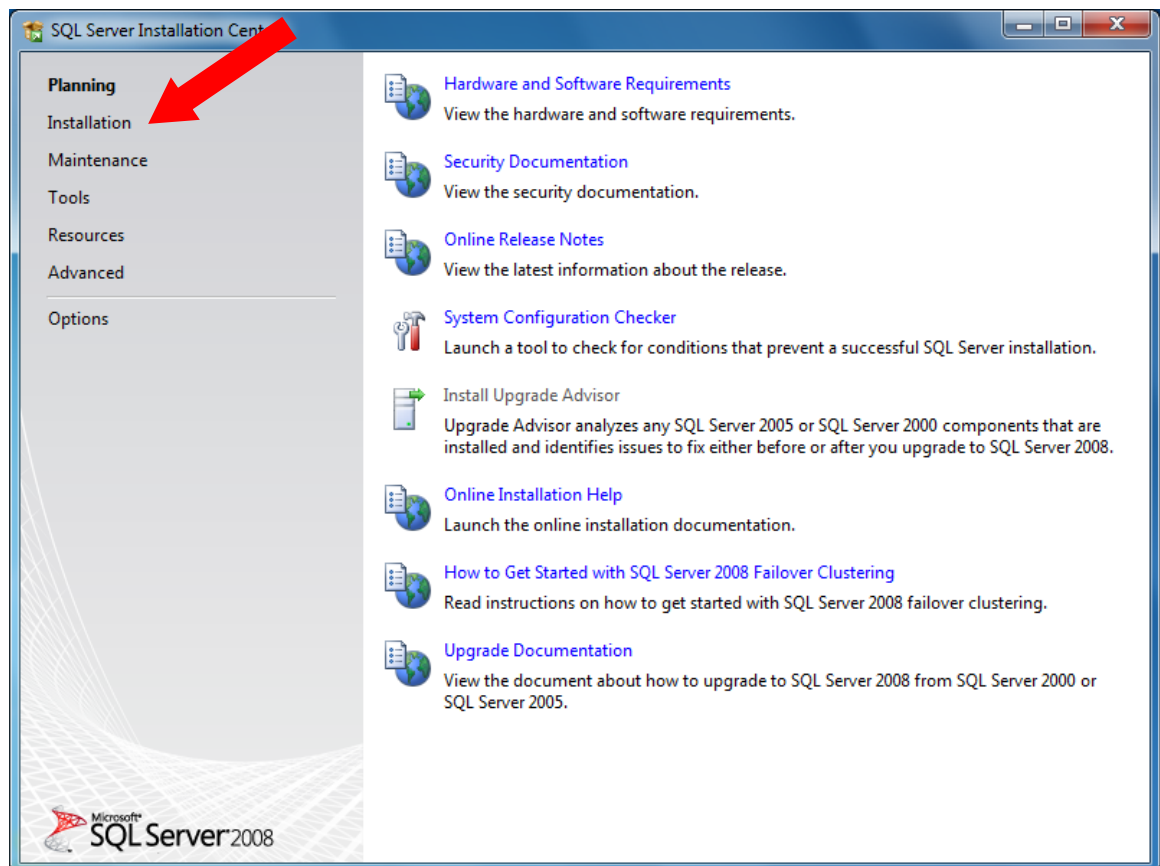 SQL Server Installation Cent
Planning
Installation
Maintenance
Tools
Resources
Advanced
Options
Hardware and Software Requirements
View the hardware and software requirements.
Security Documentation
View the security documentation.
Online Release Notes
View the latest information about the release.
System Configuration Checker
Launch a tool to check for conditions that prevent a successful SQL Server installation.
Install Upgrade Advisor
Upgrade Advisor analyzes any SQL Server 2005 or SQL Server 2000 components that are
installed and identifies issues to fix either before or after you upgrade to SQL Server 2008.
Online Installation Help
Launch the online installation documentation.
How to Get Started with SQL Server 2008 Failover Clustering
Read instructions on how to get started with SQL Server 2008 failover clustering.
Upgrade Documentation
View the document about how to upgrade to SQL Server 2008 from SQL Server 2000 or
SQL Server 2005.
Microsoft®
SQL Server 2008